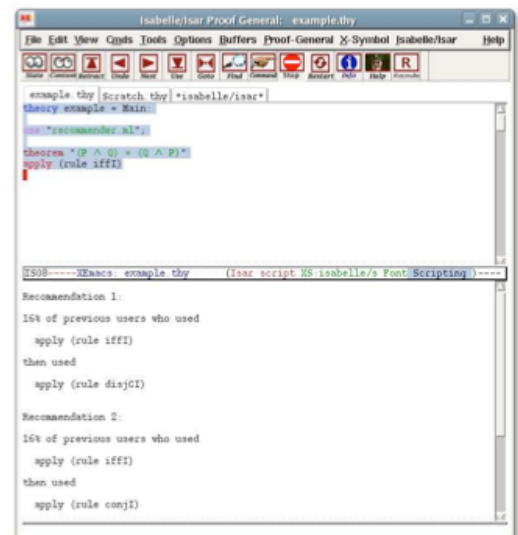 Isabelle/Isar Proof General: example.thy
File Edit View Cmds Tools Options Buffers Proof-General X-Symbol Isabelle/Isar Help
State Context Retract Undo Next Use Goto Find Command Stop Restart Info Help
example.thy Scratch.thy *isabelle/isar*
theory example = Main:
use "recommender.ml";
theorem "(P ∧ Q) = (Q ∧ P)"
apply (rule iffI)
ISO8-----XEmacs: example.thy (Isar script XS:isabelle/s Font Scripting)----
Recommendation 1:
16% of previous users who used
apply (rule iffI)
then used
apply (rule disjCI)
Recommendation 2:
16% of previous users who used
apply (rule iffI)
then used
apply (rule conjI)